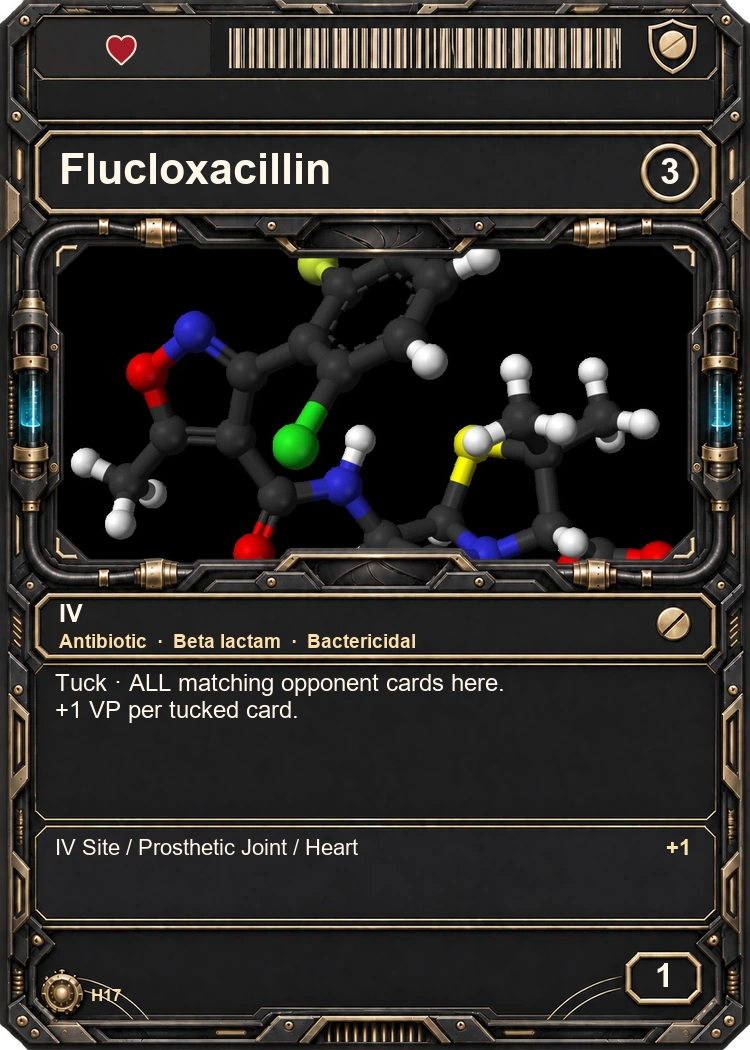 Flucloxacillin
3
IV
Antibiotic · Beta lactam · Bactericidal
Tuck · ALL matching opponent cards here.
+1 VP per tucked card.
IV Site / Prosthetic Joint / Heart +1
H17
1